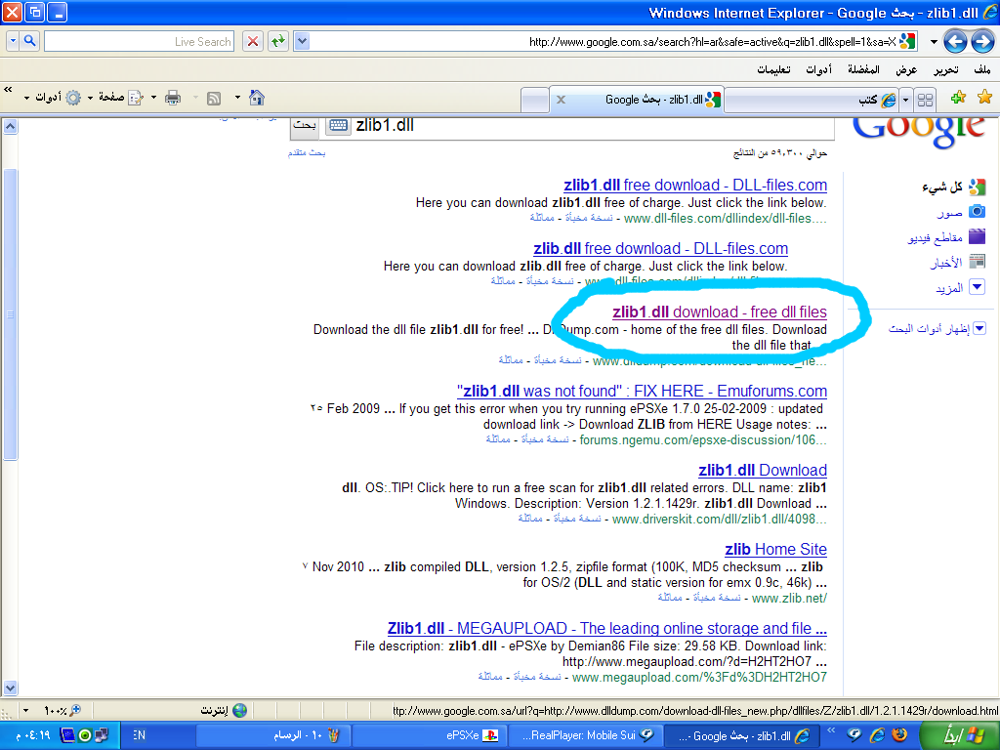 zlib1.dll - بحث Google - Windows Internet Explorer
http://www.google.com.sa/search?hl=ar&safe=active&q=zlib1.dll&spell=1&sa=X
Live Search
ملف تحرير عرض المفضلة أدوات تعليمات
كتب
zlib1.dll - بحث Google
صفحة أدوات
Google
zlib1.dll
بحث
حوالي ٥٩,٣٠٠ من النتائج
بحث متقدم
كل شيء
صور
مقاطع فيديو
الأخبار
المزيد
إظهار أدوات البحث
zlib1.dll free download - DLL-files.com
Here you can download zlib1.dll free of charge. Just click the link below.
www.dll-files.com/dllindex/dll-files.... - نسخة مخبأة - مماثلة
zlib.dll free download - DLL-files.com
Here you can download zlib.dll free of charge. Just click the link below.
نسخة مخبأة - مماثلة
zlib1.dll download - free dll files
Download the dll file zlib1.dll for free! ... Dump.com - home of the free dll files. Download
the dll file that
www.dlldump.com/download-dll-files_ne... - نسخة مخبأة - مماثلة
"zlib1.dll was not found" : FIX HERE - Emuforums.com
٢٥ Feb 2009 ... If you get this error when you try running ePSXe 1.7.0 25-02-2009 : updated
download link -> Download ZLIB from HERE Usage notes: ...
forums.ngemu.com/epsxe-discussion/106... - نسخة مخبأة - مماثلة
zlib1.dll Download
dll. OS:.TIP! Click here to run a free scan for zlib1.dll related errors. DLL name: zlib1
Windows. Description: Version 1.2.1.1429r. zlib1.dll Download ...
www.driverskit.com/dll/zlib1.dll/4098... - نسخة مخبأة - مماثلة
zlib Home Site
٧ Nov 2010 ... zlib compiled DLL, version 1.2.5, zipfile format (100K, MD5 checksum ... zlib
for OS/2 (DLL and static version for emx 0.9c, 46k) ...
www.zlib.net/ - نسخة مخبأة - مماثلة
Zlib1.dll - MEGAUPLOAD - The leading online storage and file ...
File description: zlib1.dll - ePSXe by Demian86 File size: 29.58 KB. Download link:
http://www.megaupload.com/?d=H2HT2HO7 ...
www.megaupload.com/%3Fd%3DH2HT2HO7 - نسخة مخبأة - مماثلة
ttp://www.google.com.sa/url?q=http://www.dlldump.com/download-dll-files_new.php/dllfiles/Z/zlib1.dll/1.2.1.1429r/download.html
إنترنت
١٠٠%
ابدأ
zlib1.dll - بحث Google - ...
RealPlayer: Mobile Sui...
ePSXe
١٠ - الرسام
EN
٠٤:١٩ م